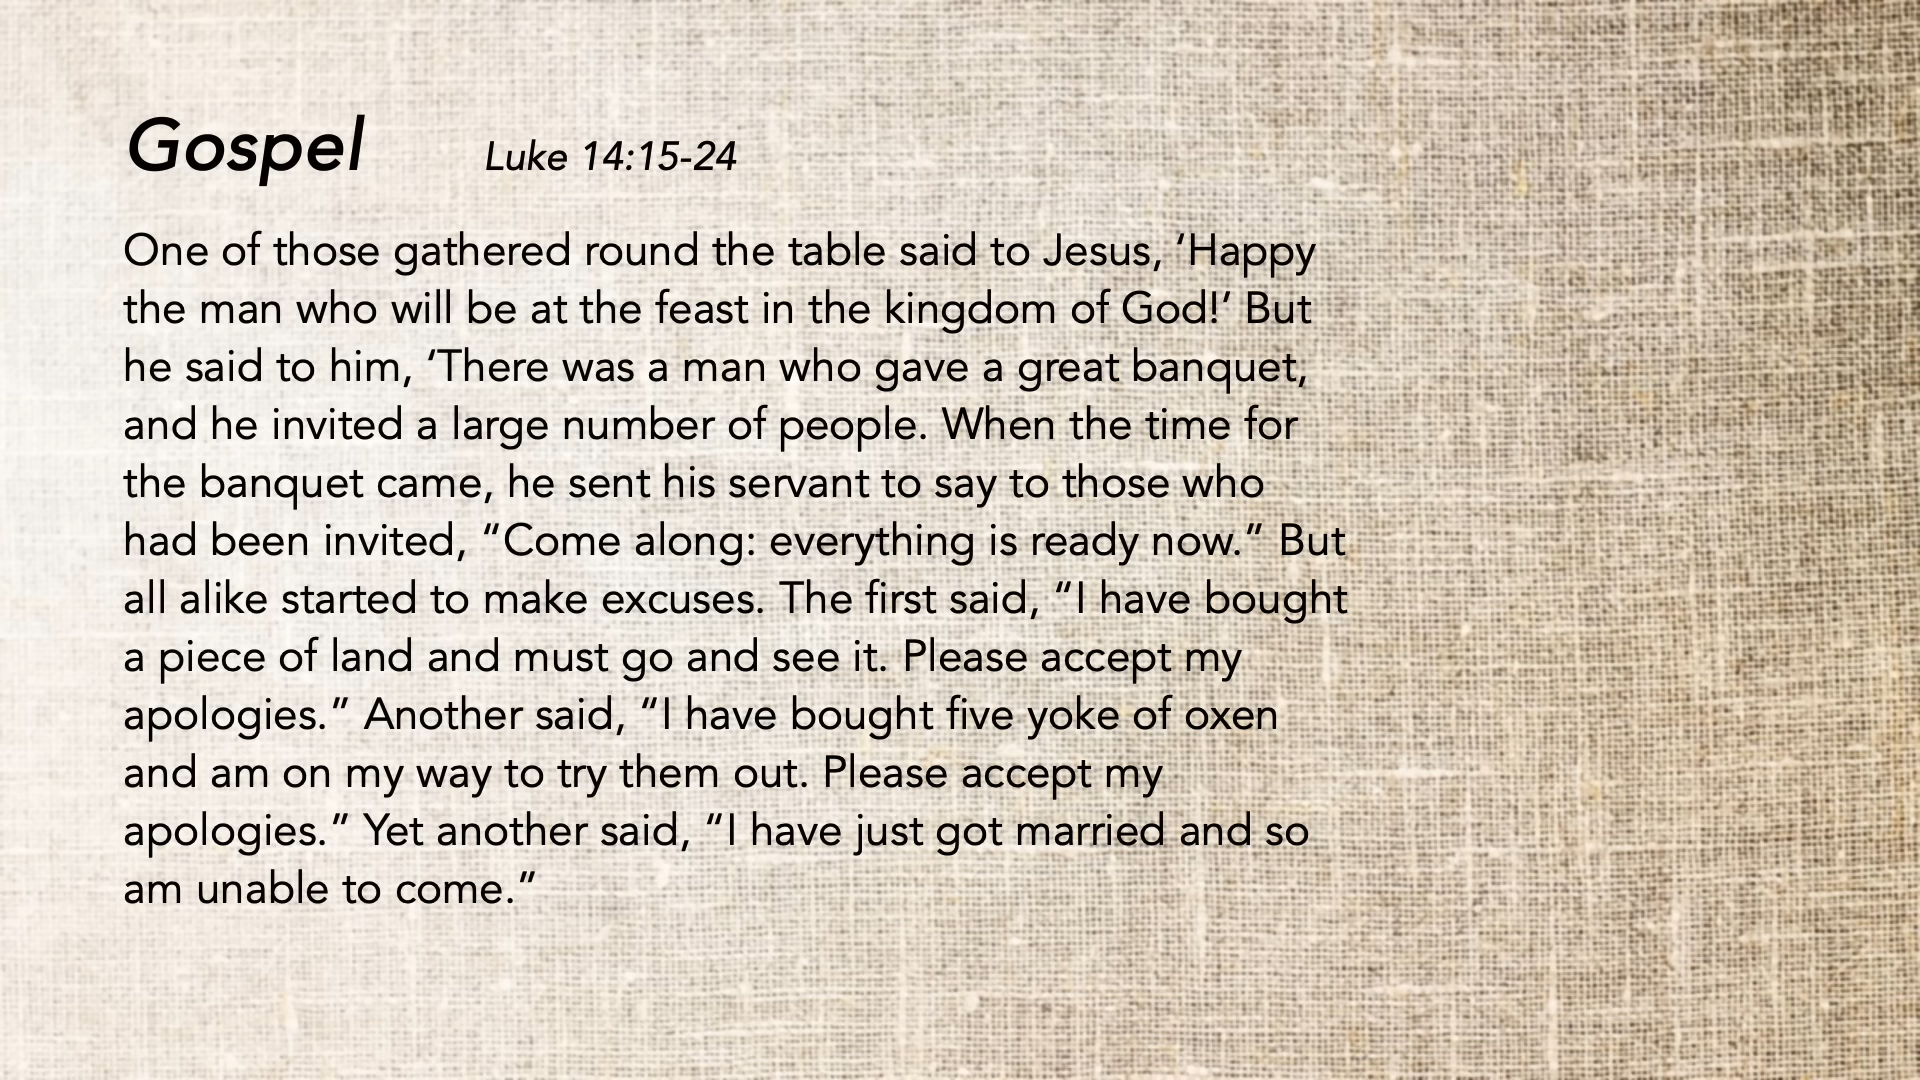 Gospel Luke 14:15-24
One of those gathered round the table said to Jesus, ‘Happy
the man who will be at the feast in the kingdom of God!’ But
he said to him, ‘There was a man who gave a great banquet,
and he invited a large number of people. When the time for
the banquet came, he sent his servant to say to those who
had been invited, “Come along: everything is ready now.” But
all alike started to make excuses. The first said, “I have bought
a piece of land and must go and see it. Please accept my
apologies.” Another said, “I have bought five yoke of oxen
and am on my way to try them out. Please accept my
apologies.” Yet another said, “I have just got married and so
am unable to come.”